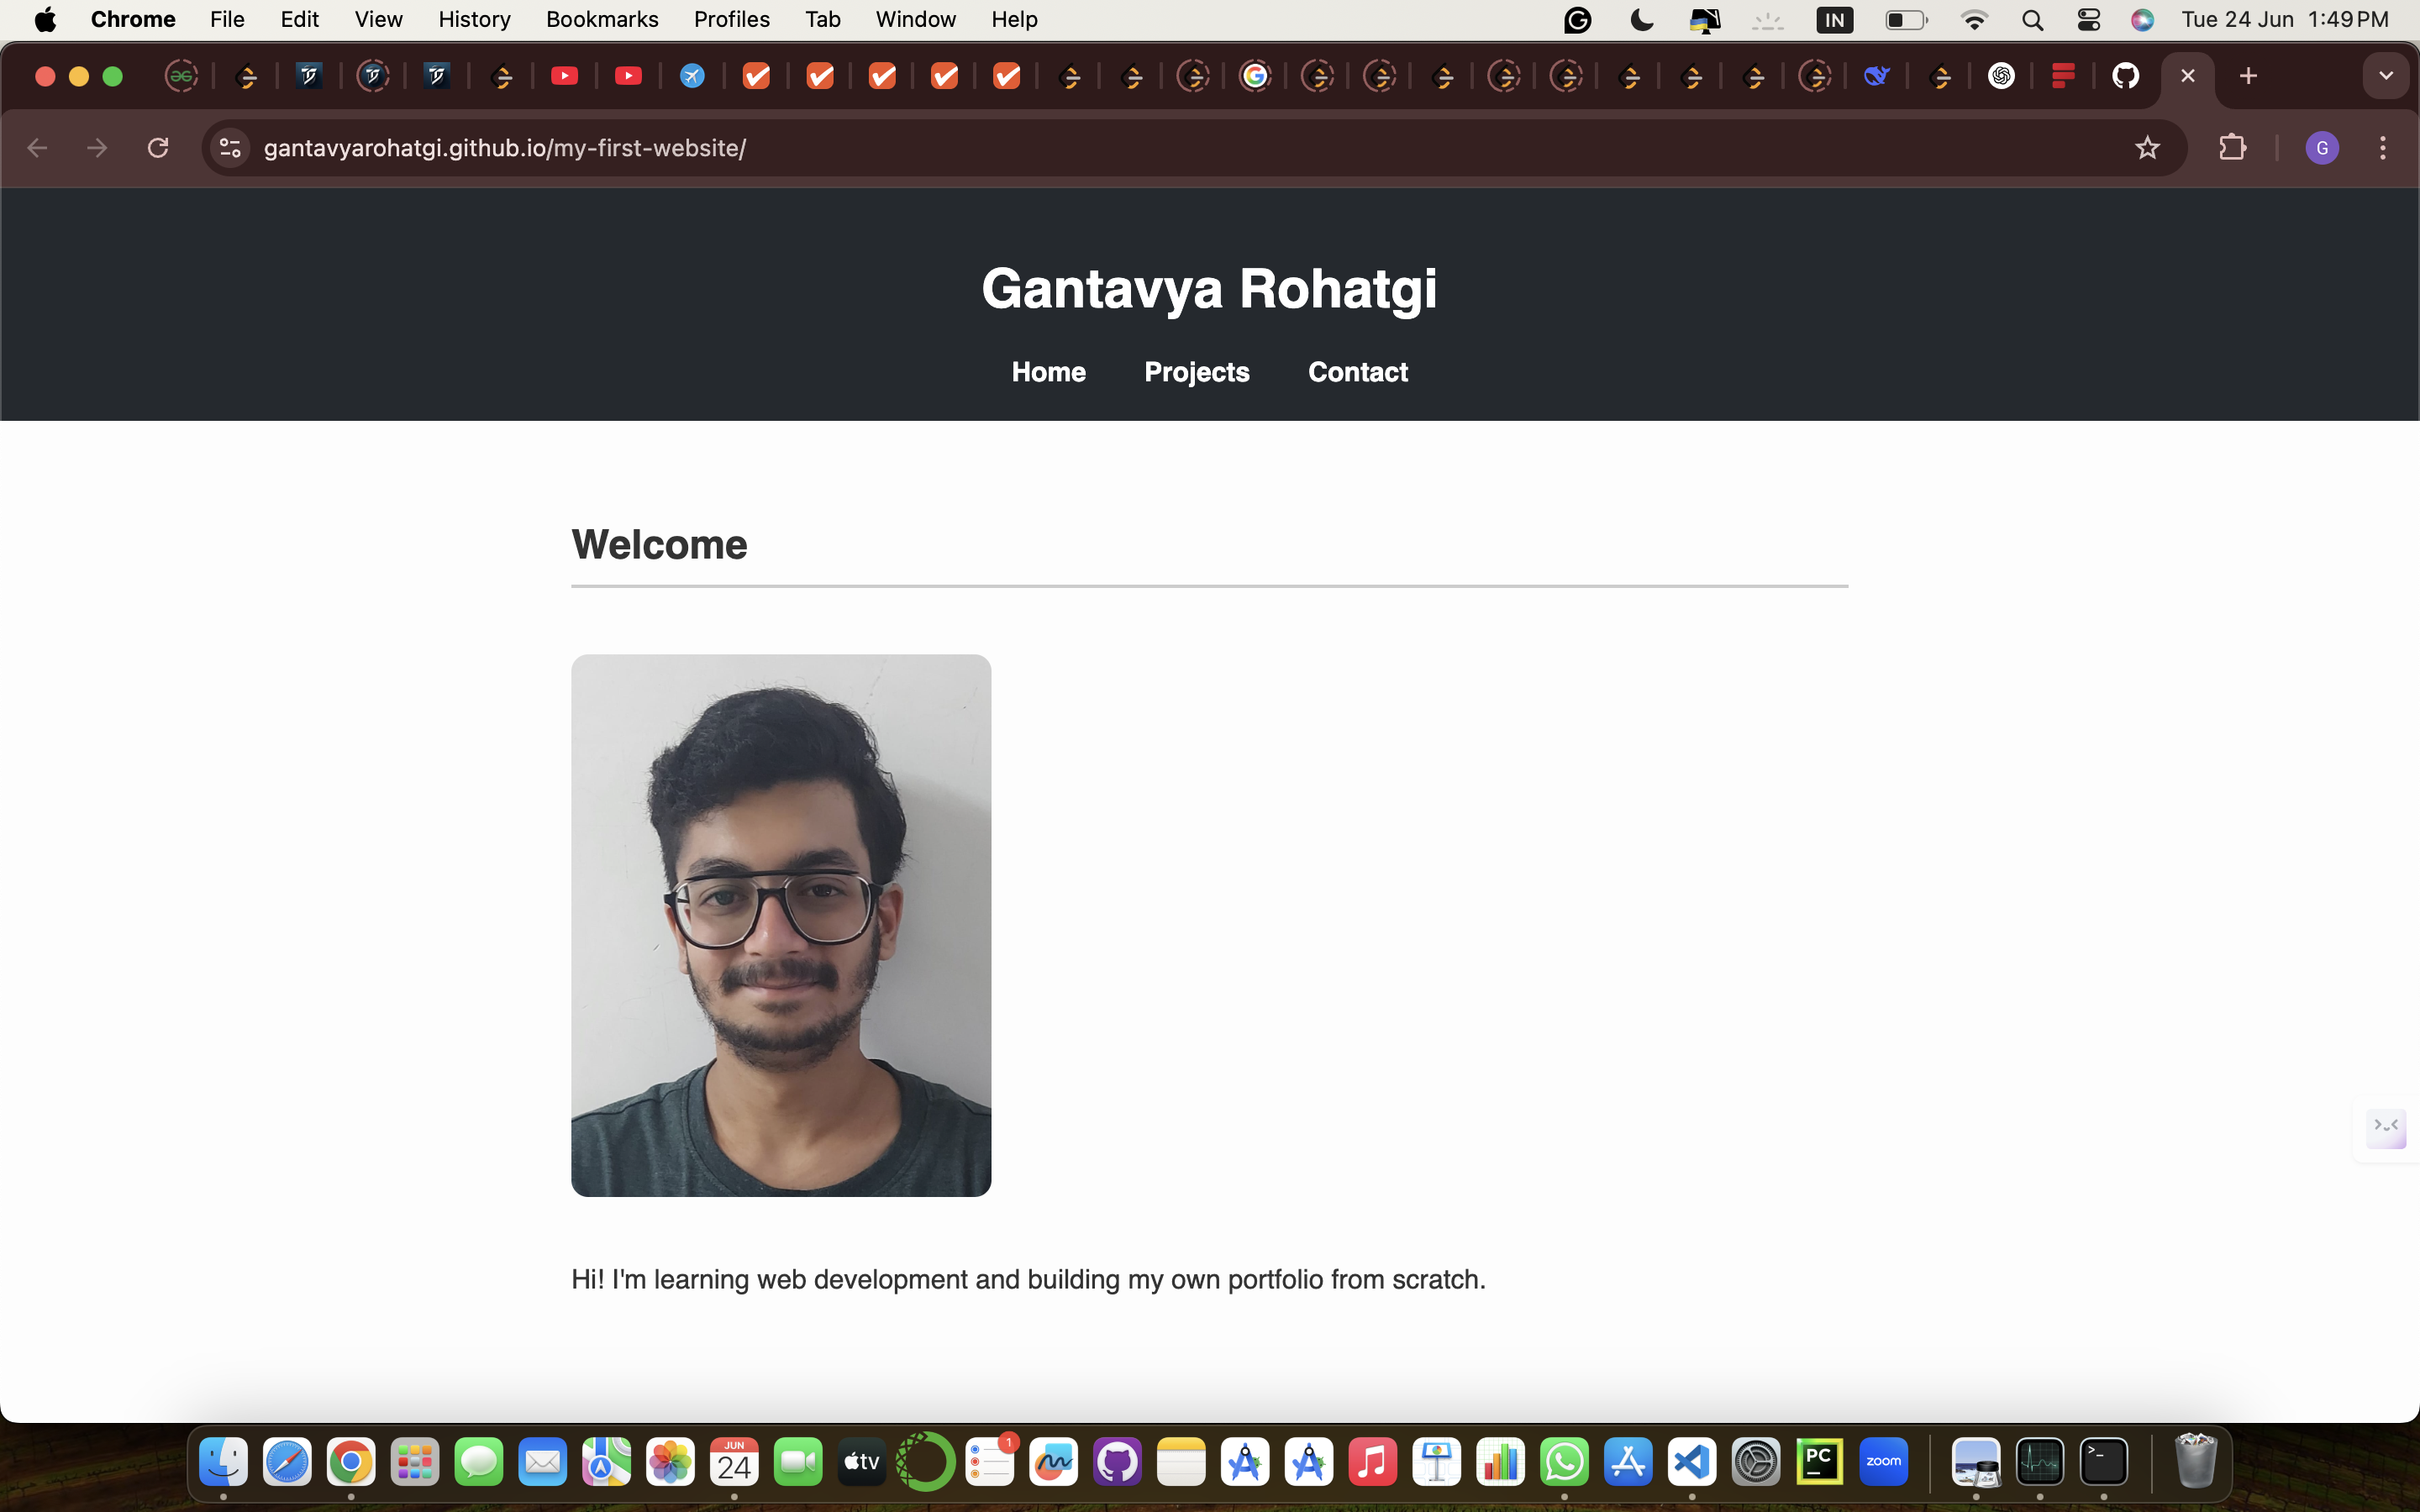 Chrome File Edit View History Bookmarks Profiles Tab Window Help IN Tue 24 Jun 1:49 PM
gantavyarohatgi.github.io/my-first-website/ G
Gantavya Rohatgi
Home Projects Contact
Welcome
Hi! I'm learning web development and building my own portfolio from scratch.
JUN
24
tv
1
PC
zoom
>_